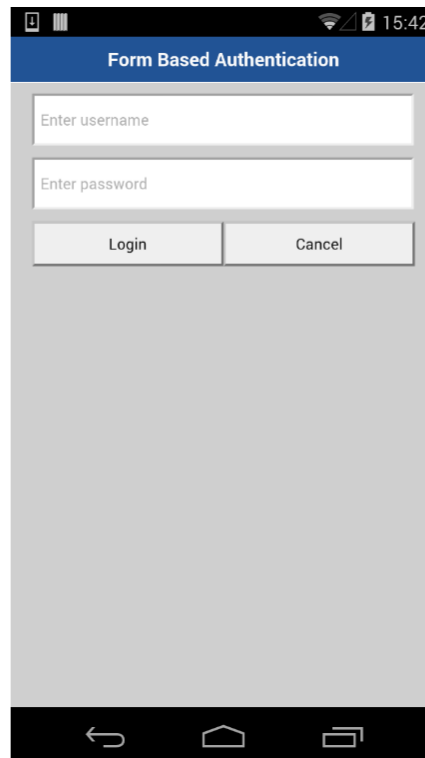 15:42
Form Based Authentication
Enter username
Enter password
Login Cancel